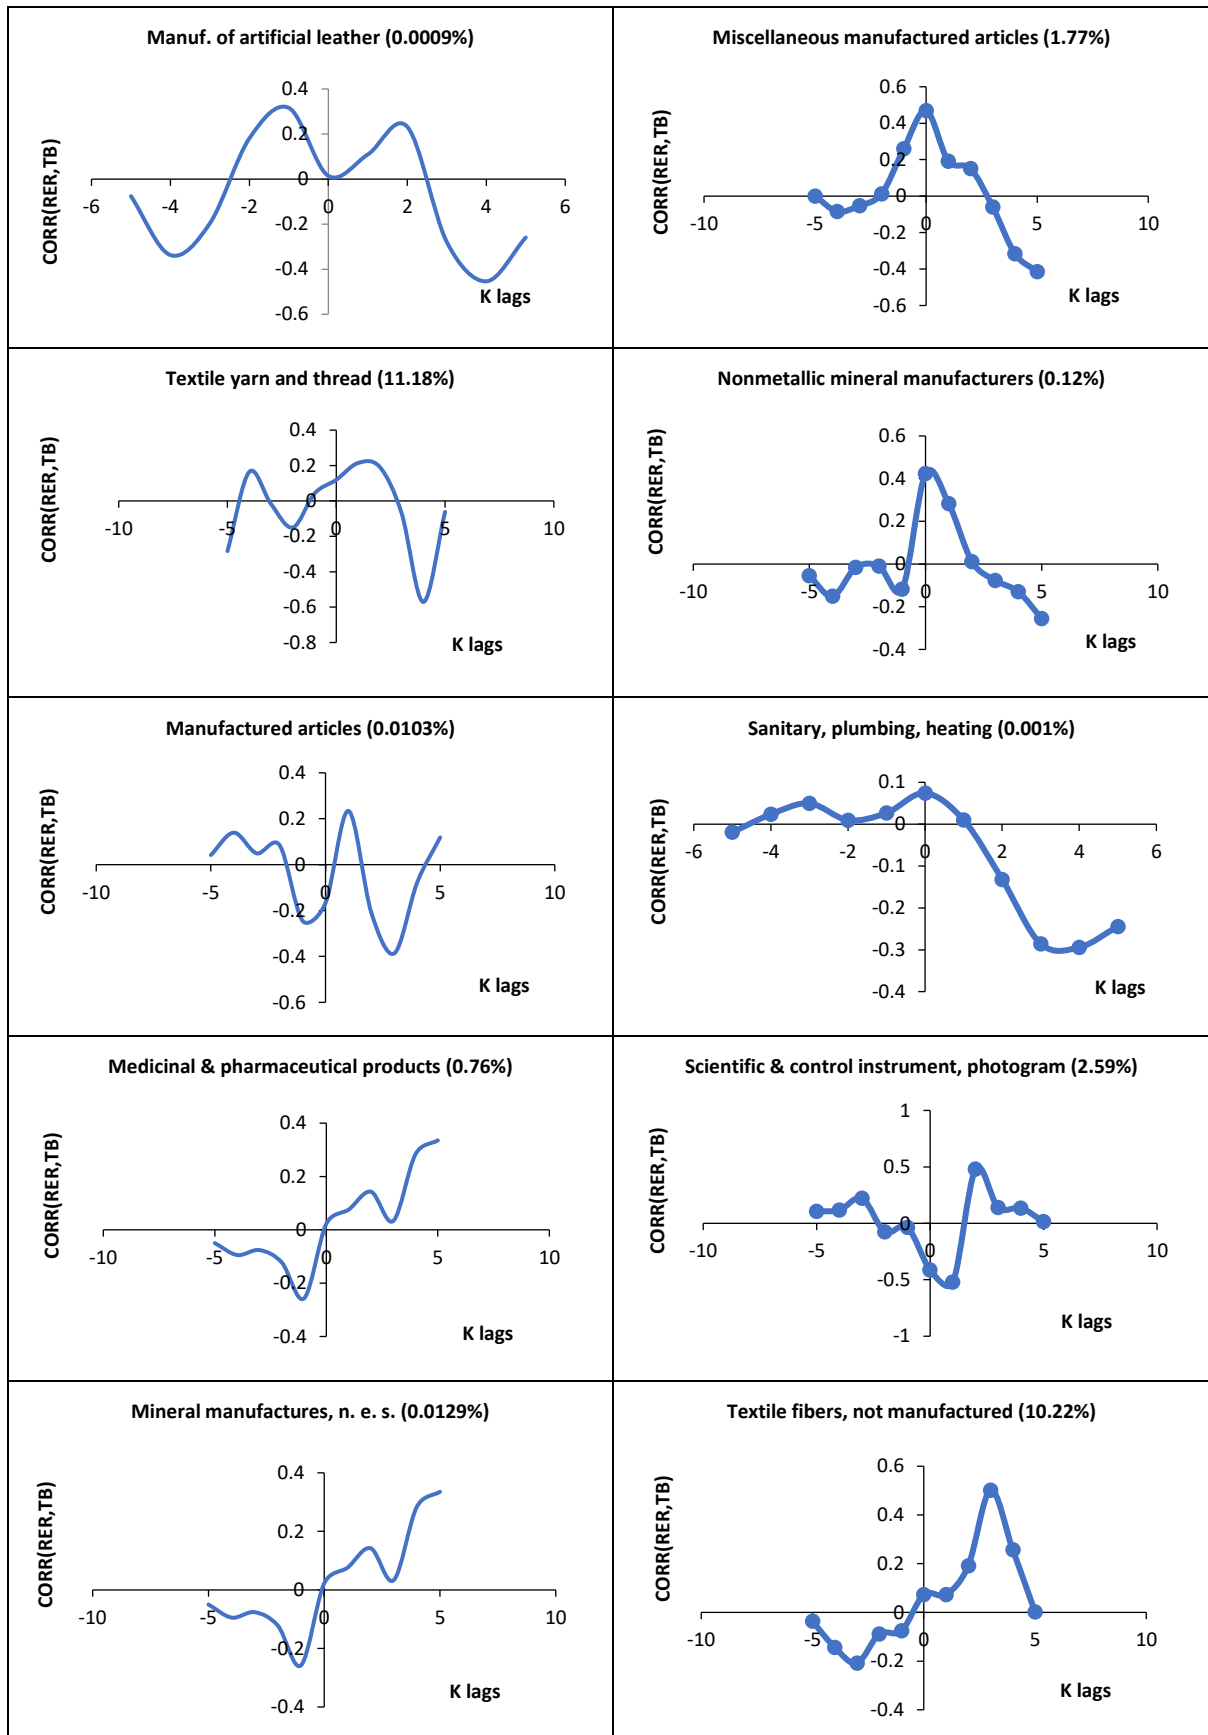 Manuf. of artificial leather (0.0009%)
CORR(RER,TB)
0.4
0.2
0
-0.2
-0.4
-0.6
-6 -4 -2 0 2 4 6
K lags
Miscellaneous manufactured articles (1.77%)
CORR(RER,TB)
0.6
0.4
0.2
0
-0.2
-0.4
-0.6
-10 -5 0 5 10
K lags
Textile yarn and thread (11.18%)
CORR(RER,TB)
0.4
0.2
0
-0.2
-0.4
-0.6
-0.8
-10 -5 0 5 10
K lags
Nonmetallic mineral manufacturers (0.12%)
CORR(RER,TB)
0.6
0.4
0.2
0
-0.2
-0.4
-10 -5 0 5 10
K lags
Manufactured articles (0.0103%)
CORR(RER,TB)
0.4
0.2
0
-0.2
-0.4
-0.6
-10 -5 0 5 10
K lags
Sanitary, plumbing, heating (0.001%)
CORR(RER,TB)
0.1
0
-0.1
-0.2
-0.3
-0.4
-6 -4 -2 0 2 4 6
K lags
Medicinal & pharmaceutical products (0.76%)
CORR(RER,TB)
0.4
0.2
0
-0.2
-0.4
-10 -5 0 5 10
K lags
Scientific & control instrument, photogram (2.59%)
CORR(RER,TB)
1
0.5
0
-0.5
-1
-10 -5 0 5 10
K lags
Mineral manufactures, n. e. s. (0.0129%)
CORR(RER,TB)
0.4
0.2
0
-0.2
-0.4
-10 -5 0 5 10
K lags
Textile fibers, not manufactured (10.22%)
CORR(RER,TB)
0.6
0.4
0.2
0
-0.2
-0.4
-10 -5 0 5 10
K lags